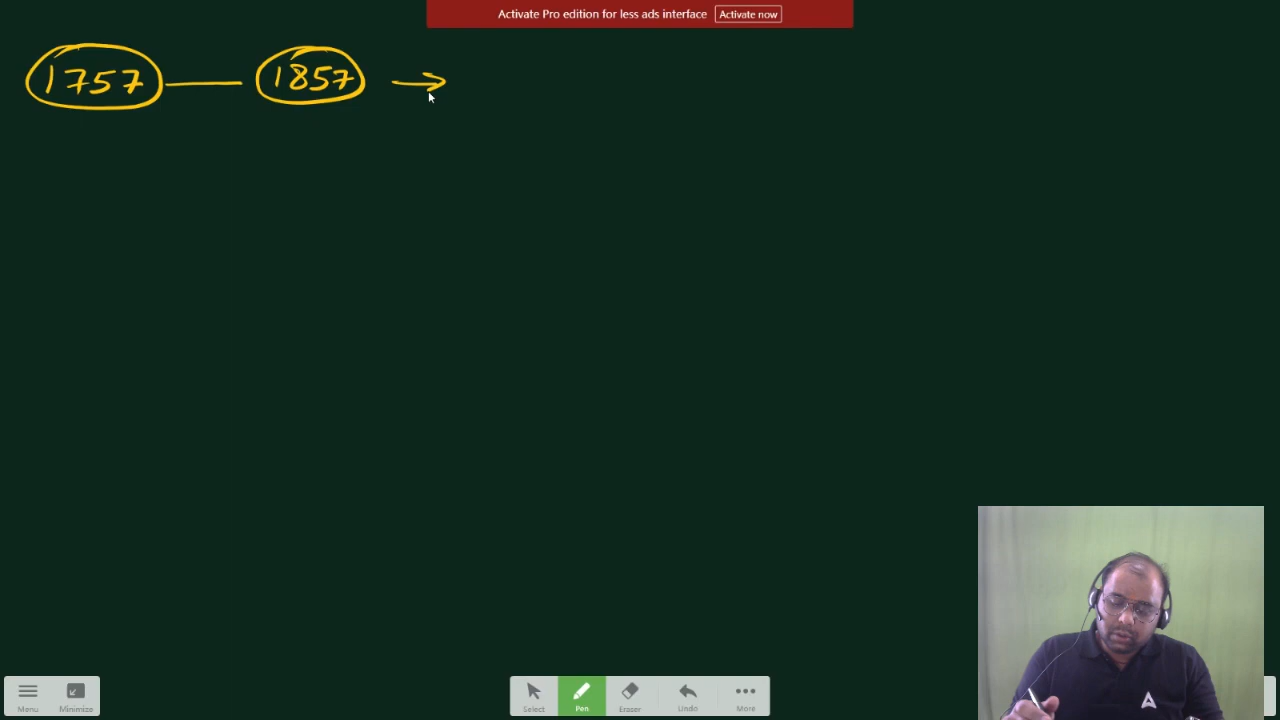 Activate Pro edition for less ads interface Activate now
1757 — 1857 →
Menu Minimize Select Pen Eraser Undo More